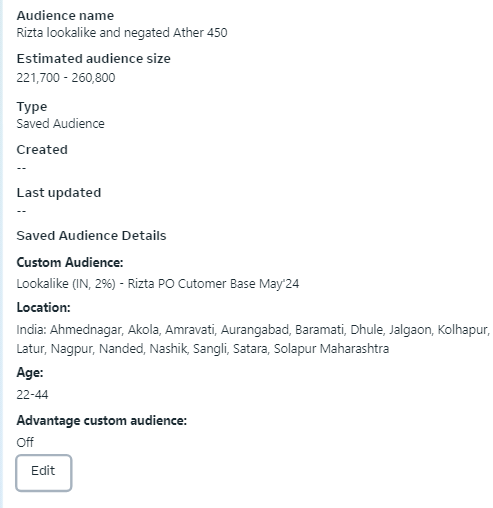 Audience name
Rizta lookalike and negated Ather 450
Estimated audience size
221,700 - 260,800
Type
Saved Audience
Created
--
Last updated
--
Saved Audience Details
Custom Audience:
Lookalike (IN, 2%) - Rizta PO Cutomer Base May'24
Location:
India: Ahmednagar, Akola, Amravati, Aurangabad, Baramati, Dhule, Jalgaon, Kolhapur,
Latur, Nagpur, Nanded, Nashik, Sangli, Satara, Solapur Maharashtra
Age:
22-44
Advantage custom audience:
Off
Edit